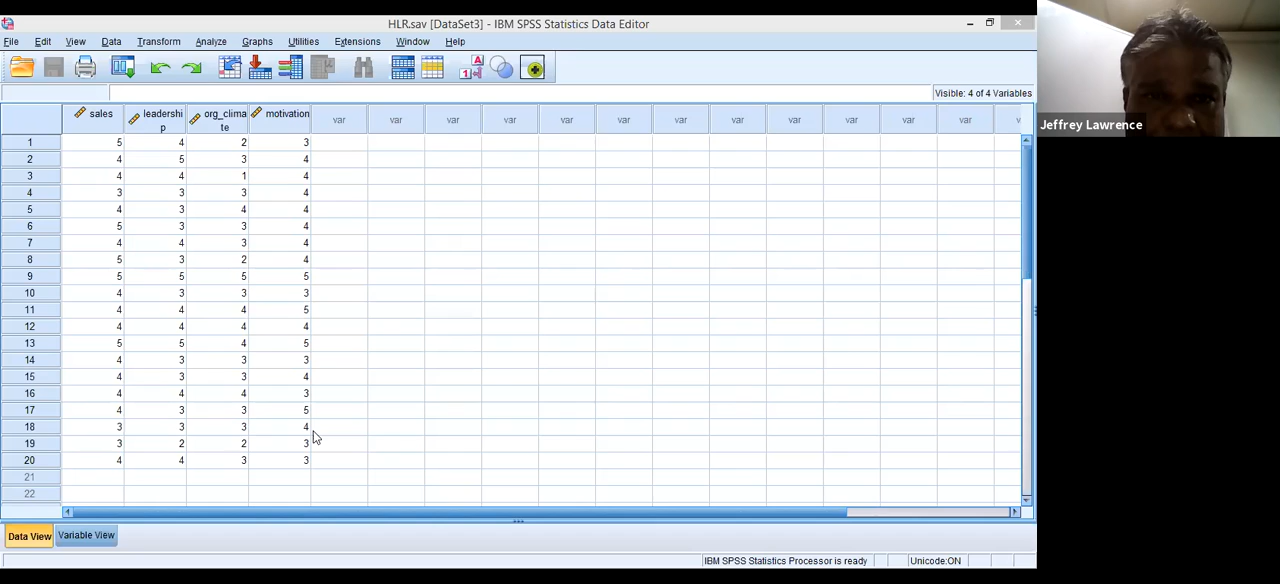 HLR.sav [DataSet3] - IBM SPSS Statistics Data Editor
File Edit View Data Transform Analyze Graphs Utilities Extensions Window Help
Visible: 4 of 4 Variables
sales leadership org_climate motivation var var var var var var var var var var var var
1 5 4 2 3
2 4 5 3 4
3 4 4 1 4
4 3 3 3 4
5 4 3 4 4
6 5 3 3 4
7 4 4 3 4
8 5 3 2 4
9 5 5 5 5
10 4 3 3 3
11 4 4 4 5
12 4 4 4 4
13 5 5 4 5
14 4 3 3 3
15 4 3 3 4
16 4 4 4 3
17 4 3 3 5
18 3 3 3 4
19 3 2 2 3
20 4 4 3 3
21
22
Data View Variable View
IBM SPSS Statistics Processor is ready Unicode:ON
Jeffrey Lawrence